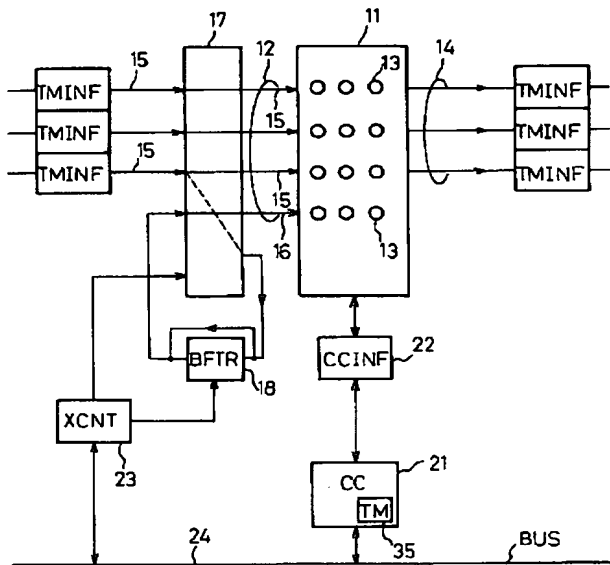 17
11
15
12
13
14
TMINF
15
TMINF
TMINF
TMINF
15
TMINF
15
TMINF
16
13
BFTR
18
CCINF
22
XCNT
23
CC
21
TM
35
24
BUS